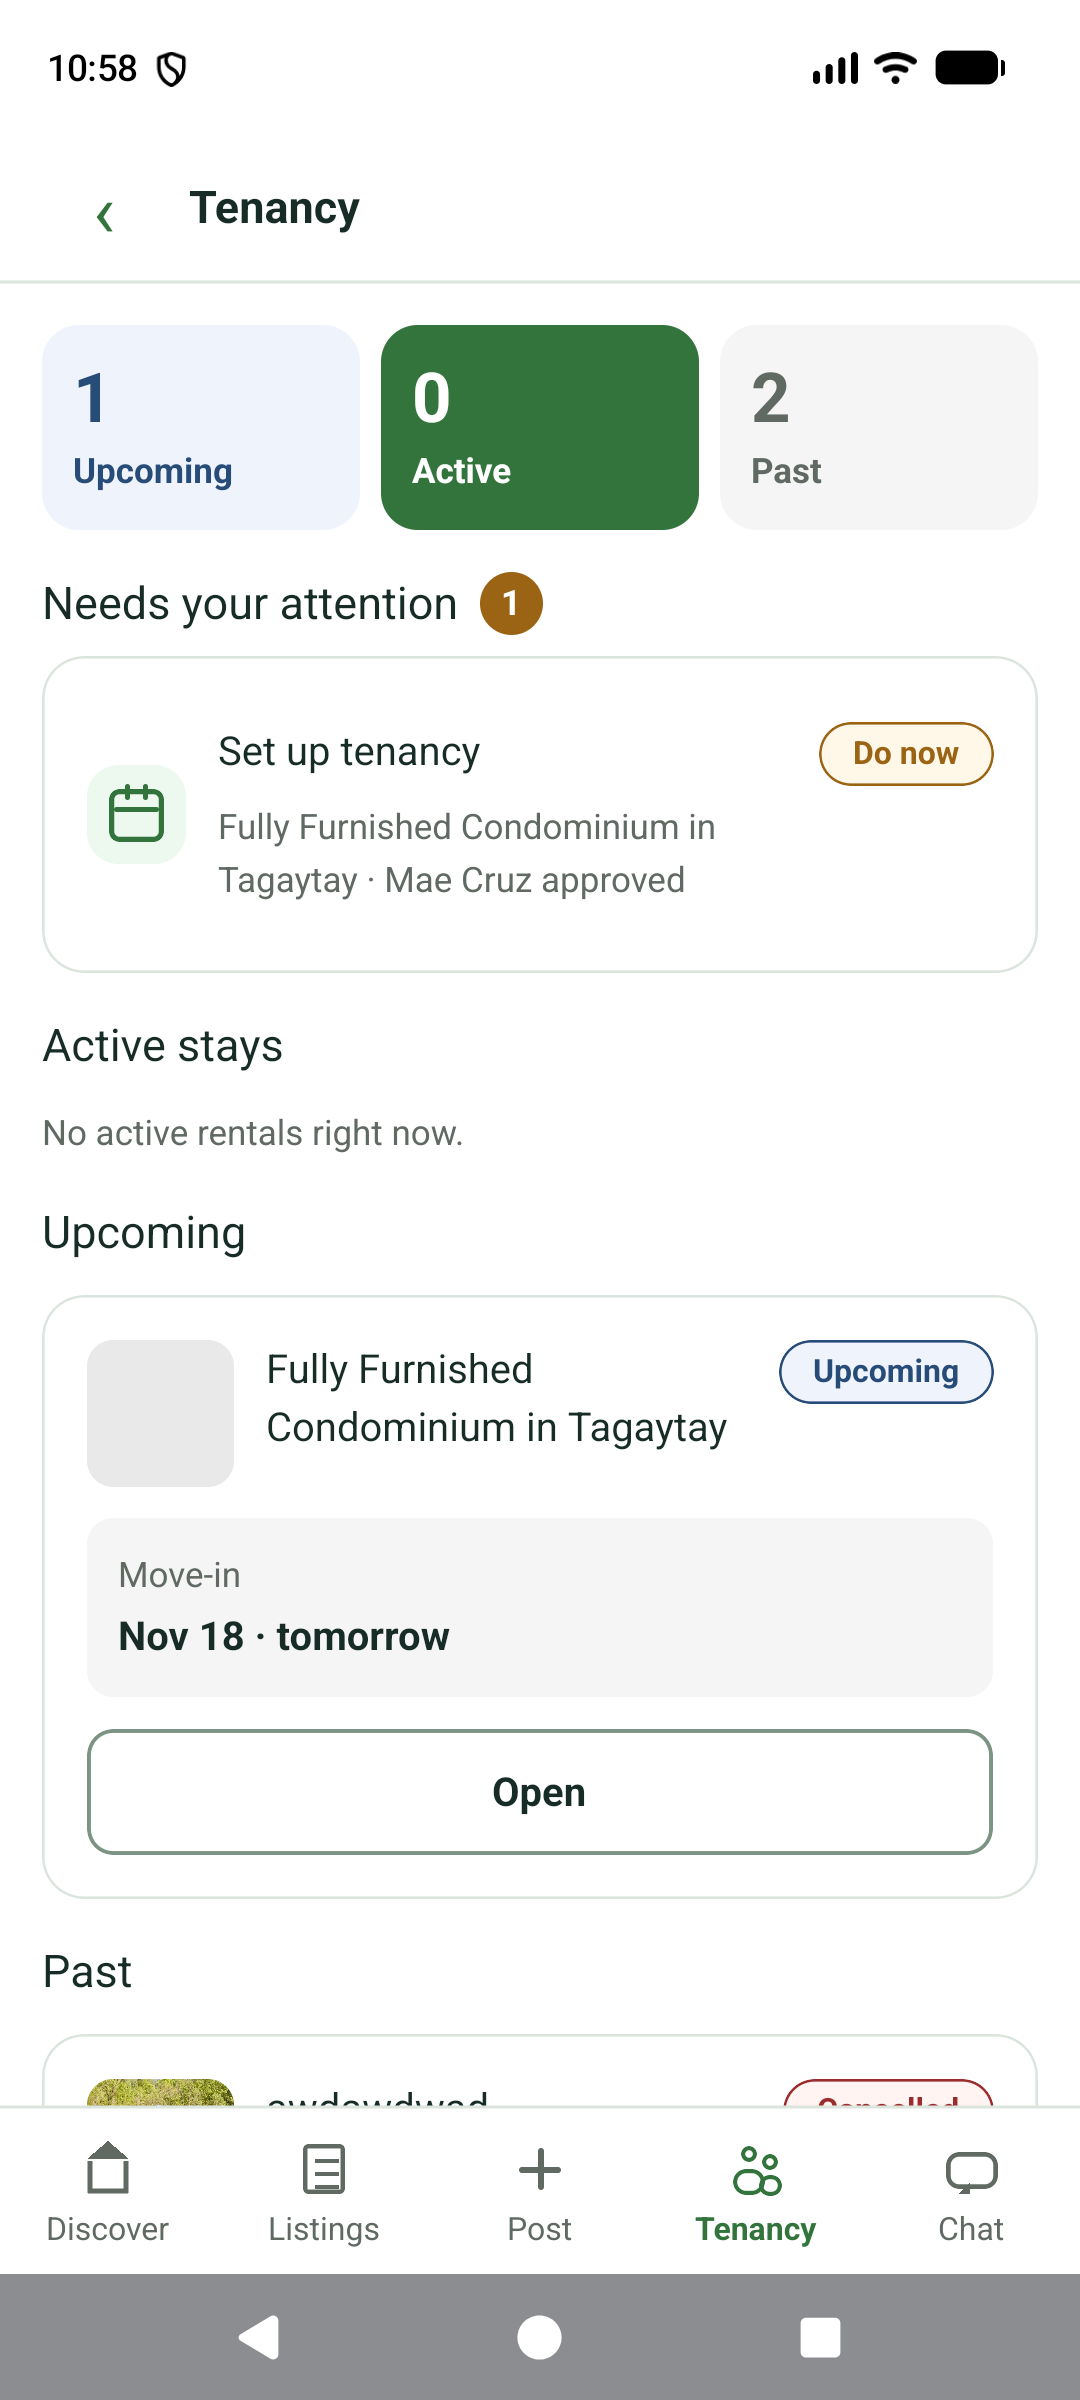 10:58
‹ Tenancy
1
Upcoming
0
Active
2
Past
Needs your attention 1
Set up tenancy
Do now
Fully Furnished Condominium in
Tagaytay · Mae Cruz approved
Active stays
No active rentals right now.
Upcoming
Fully Furnished
Condominium in Tagaytay
Upcoming
Move-in
Nov 18 · tomorrow
Open
Past
Cancelled
Discover
Listings
Post
Tenancy
Chat